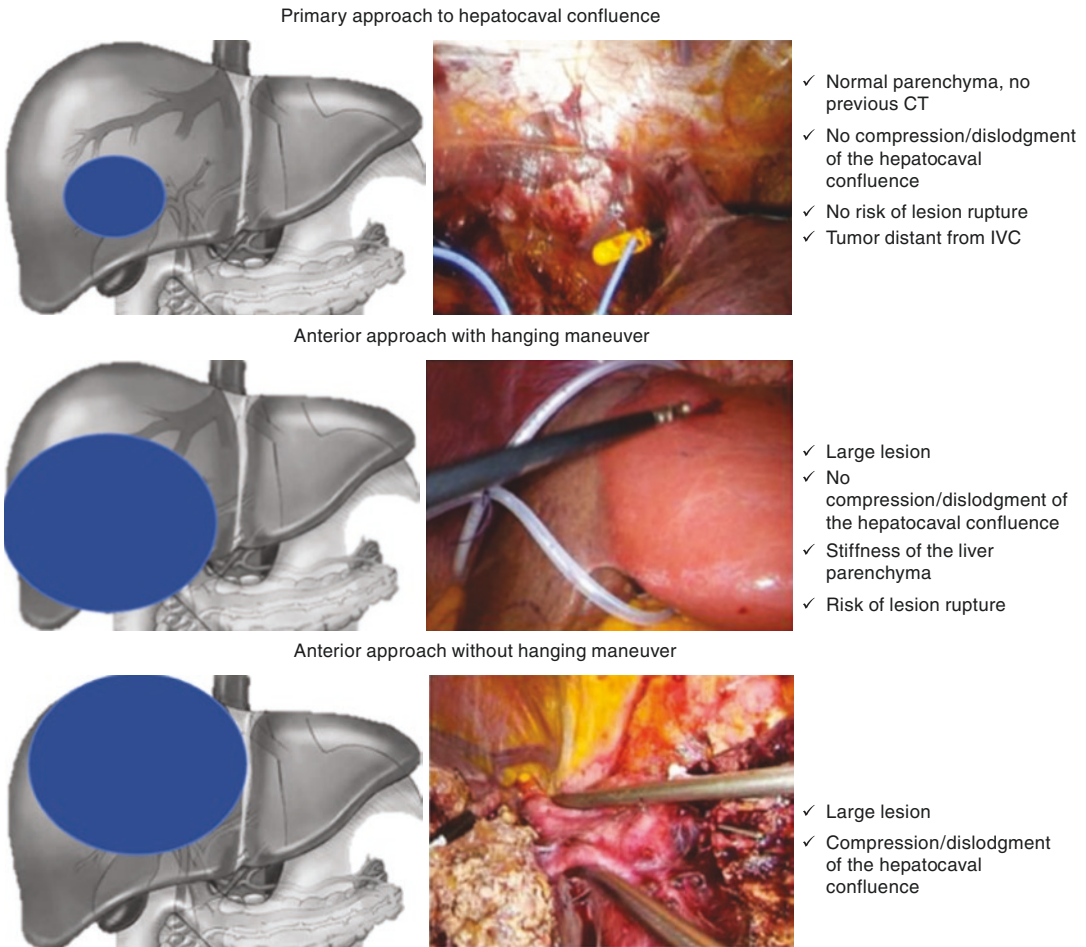 Primary approach to hepatocaval confluence
✓ Normal parenchyma, no
previous CT
✓ No compression/dislodgment
of the hepatocaval
confluence
✓ No risk of lesion rupture
✓ Tumor distant from IVC
Anterior approach with hanging maneuver
✓ Large lesion
✓ No
compression/dislodgment of
the hepatocaval confluence
✓ Stiffness of the liver
parenchyma
✓ Risk of lesion rupture
Anterior approach without hanging maneuver
✓ Large lesion
✓ Compression/dislodgment
of the hepatocaval
confluence